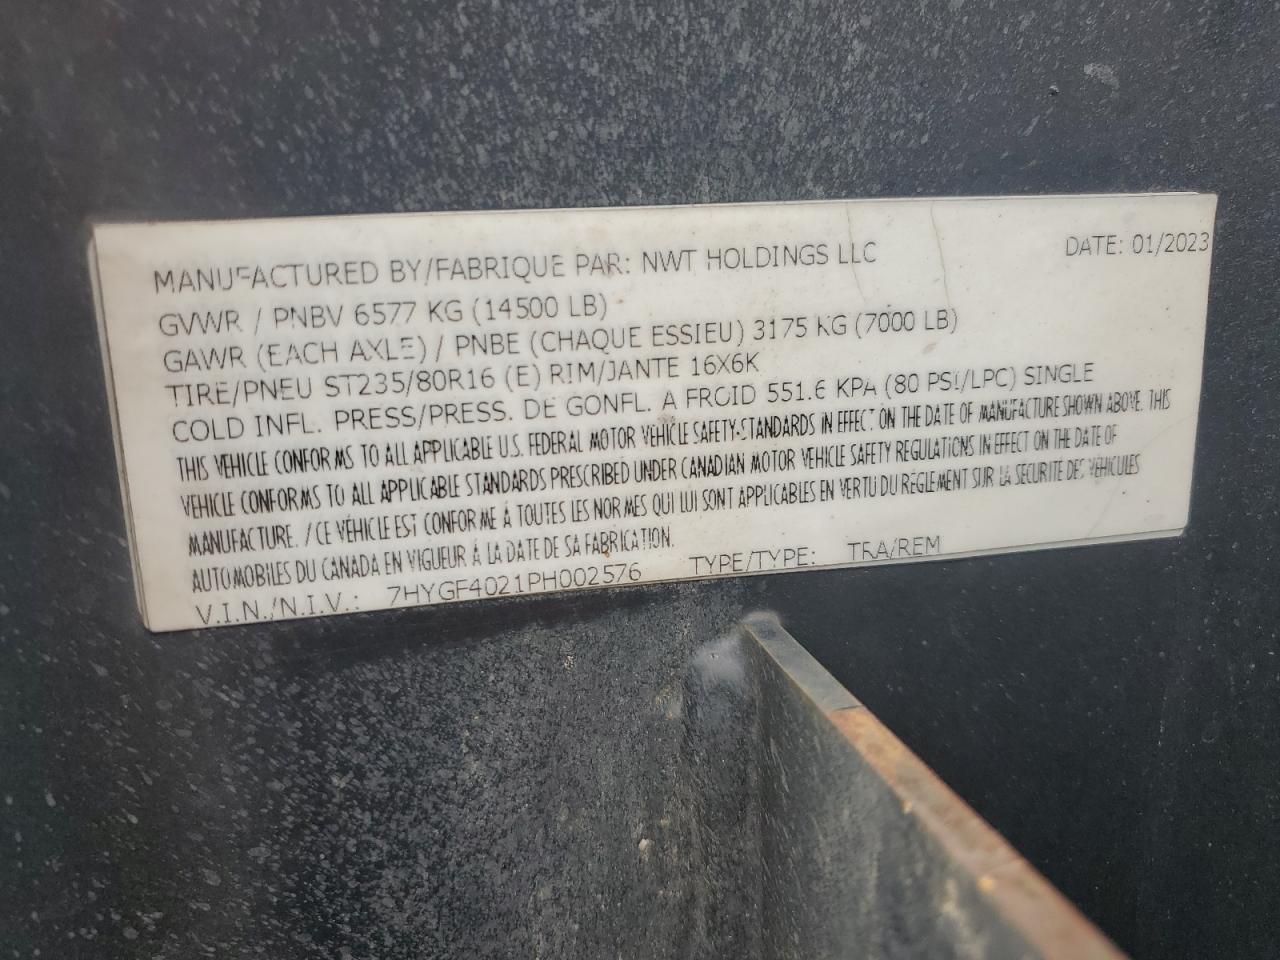 MANUFACTURED BY/FABRIQUE PAR: NWT HOLDINGS LLC DATE: 01/2023
GVWR / PNBV 6577 KG (14500 LB)
GAWR (EACH AXLE) / PNBE (CHAQUE ESSIEU) 3175 KG (7000 LB)
TIRE/PNEU ST235/80R16 (E) RIM/JANTE 16X6K
COLD INFL. PRESS/PRESS. DE GONFL. A FROID 551.6 KPA (80 PSI/LPC) SINGLE
THIS VEHICLE CONFORMS TO ALL APPLICABLE U.S. FEDERAL MOTOR VEHICLE SAFETY-STANDARDS IN EFFECT ON THE DATE OF MANUFACTURE SHOWN ABOVE. THIS
VEHICLE CONFORMS TO ALL APPLICABLE STANDARDS PRESCRIBED UNDER CANADIAN MOTOR VEHICLE SAFETY REGULATIONS IN EFFECT ON THE DATE OF
MANUFACTURE. / CE VÉHICLE EST CONFORME À TOUTES LES NORMES QUI LUI SONT APPLICABLES EN VERTU DU RÈGLEMENT SUR LA SÉCURITÉ DES VÉHICULES
AUTOMOBILES DU CANADA EN VIGUEUR À LA DATE DE SA FABRICATION.
V.I.N./N.I.V.: 7HYGF4021PH002576 TYPE/TYPE: TRA/REM